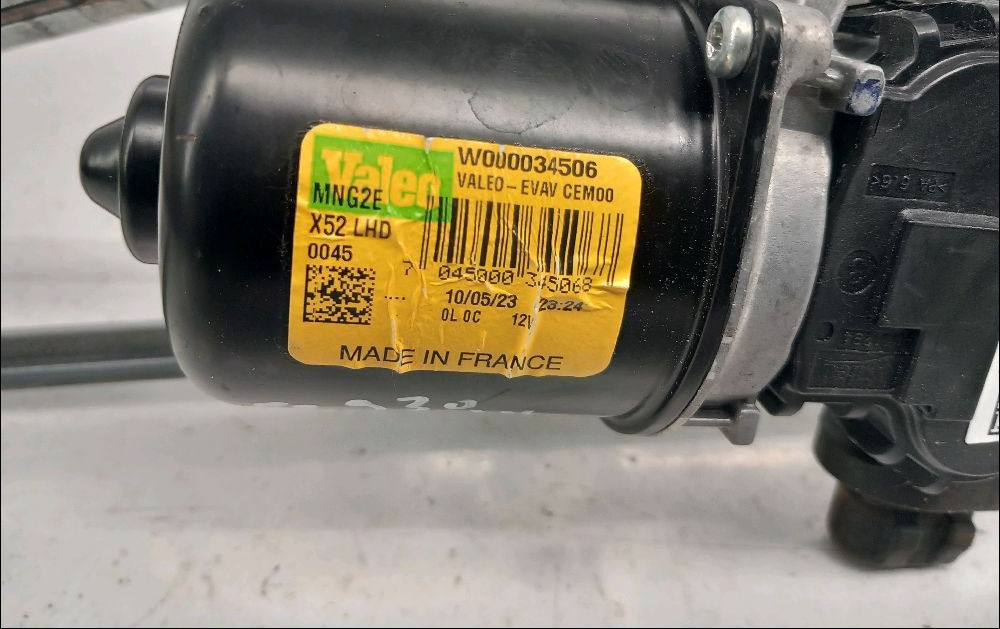 Valeo
W000034506
VALEO-EVAV CEM00
MNG2E
X52 LHD
0045
7 045000 345068
10/05/23 23:24
0L 0C 12V
MADE IN FRANCE